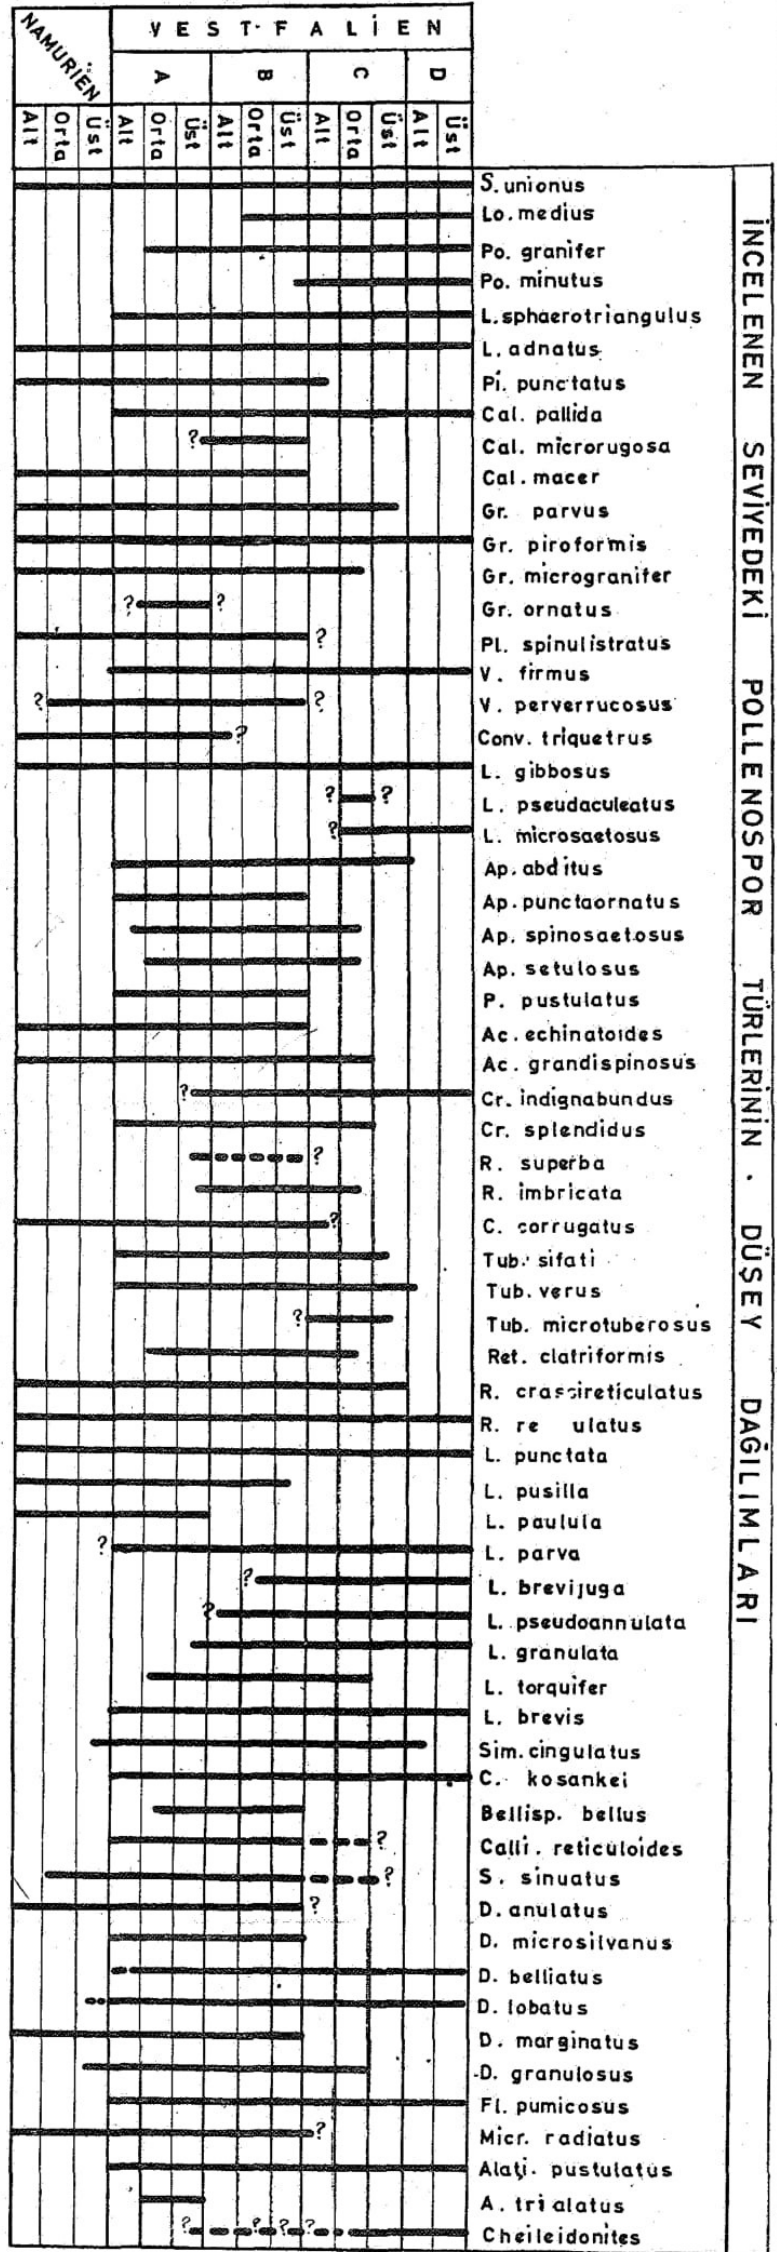 NAMURİEN
VEST-FALİEN
A B C D
Alt Orta Üst Alt Orta Üst Alt Orta Üst Alt Orta Üst Alt Üst
S. unionus
Lo. medius
Po. granifer
Po. minutus
L. sphaerotriangulus
L. adnatus
Pi. punctatus
Cal. pallida
? Cal. microrugosa
Cal. macer
Gr. parvus
Gr. piroformis
Gr. microgranifer
? ? Gr. ornatus
? Pl. spinulistratus
V. firmus
? ? V. perverrucosus
? Conv. triquetrus
L. gibbosus
? ? L. pseudaculeatus
? L. microsaetosus
Ap. abditus
Ap. punctaornatus
Ap. spinosaetosus
Ap. setulosus
P. pustulatus
Ac. echinatoides
Ac. grandispinosus
? Cr. indignabundus
Cr. splendidus
? R. superba
R. imbricata
? C. corrugatus
Tub. sifati
Tub. verus
? Tub. microtuberosus
Ret. clatriformis
R. crassireticulatus
R. re ulatus
L. punctata
L. pusilla
L. paulula
? L. parva
? L. brevijuga
? L. pseudoannulata
L. granulata
L. torquifer
L. brevis
Sim. cingulatus
C. kosankei
Bellisp. bellus
? Calli. reticuloides
? S. sinuatus
? D. anulatus
D. microsilvanus
D. belliatus
D. lobatus
D. marginatus
D. granulosus
Fl. pumicosus
? Micr. radiatus
Alati. pustulatus
A. trialatus
? ? ? ? Cheileidonites
İNCELENEN SEVİYEDEKİ POLLENOSPOR TÜRLERİNİN . DÜŞEY DAĞILIMLARI